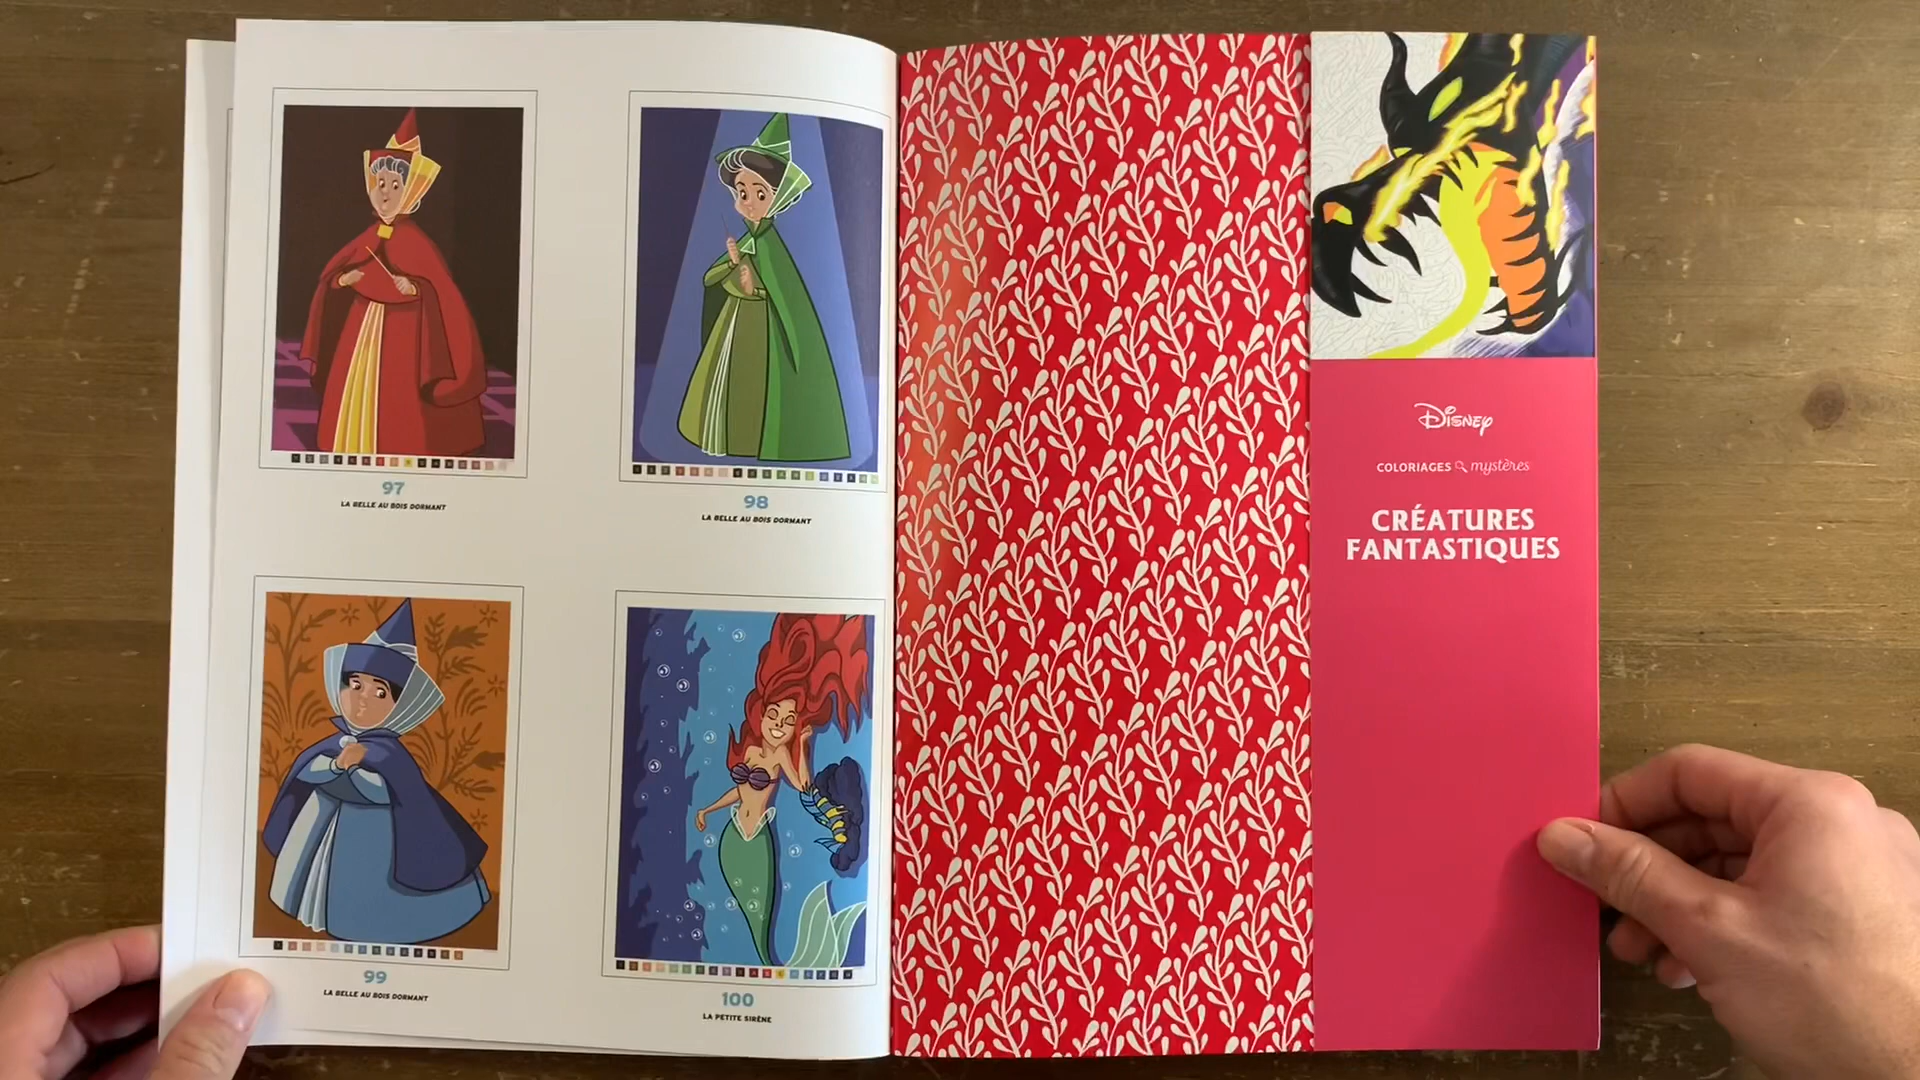 97
LA BELLE AU BOIS DORMANT
98
LA BELLE AU BOIS DORMANT
99
LA BELLE AU BOIS DORMANT
100
LA PETITE SIRÈNE
DISNEY
COLORIAGES mystères
CRÉATURES
FANTASTIQUES